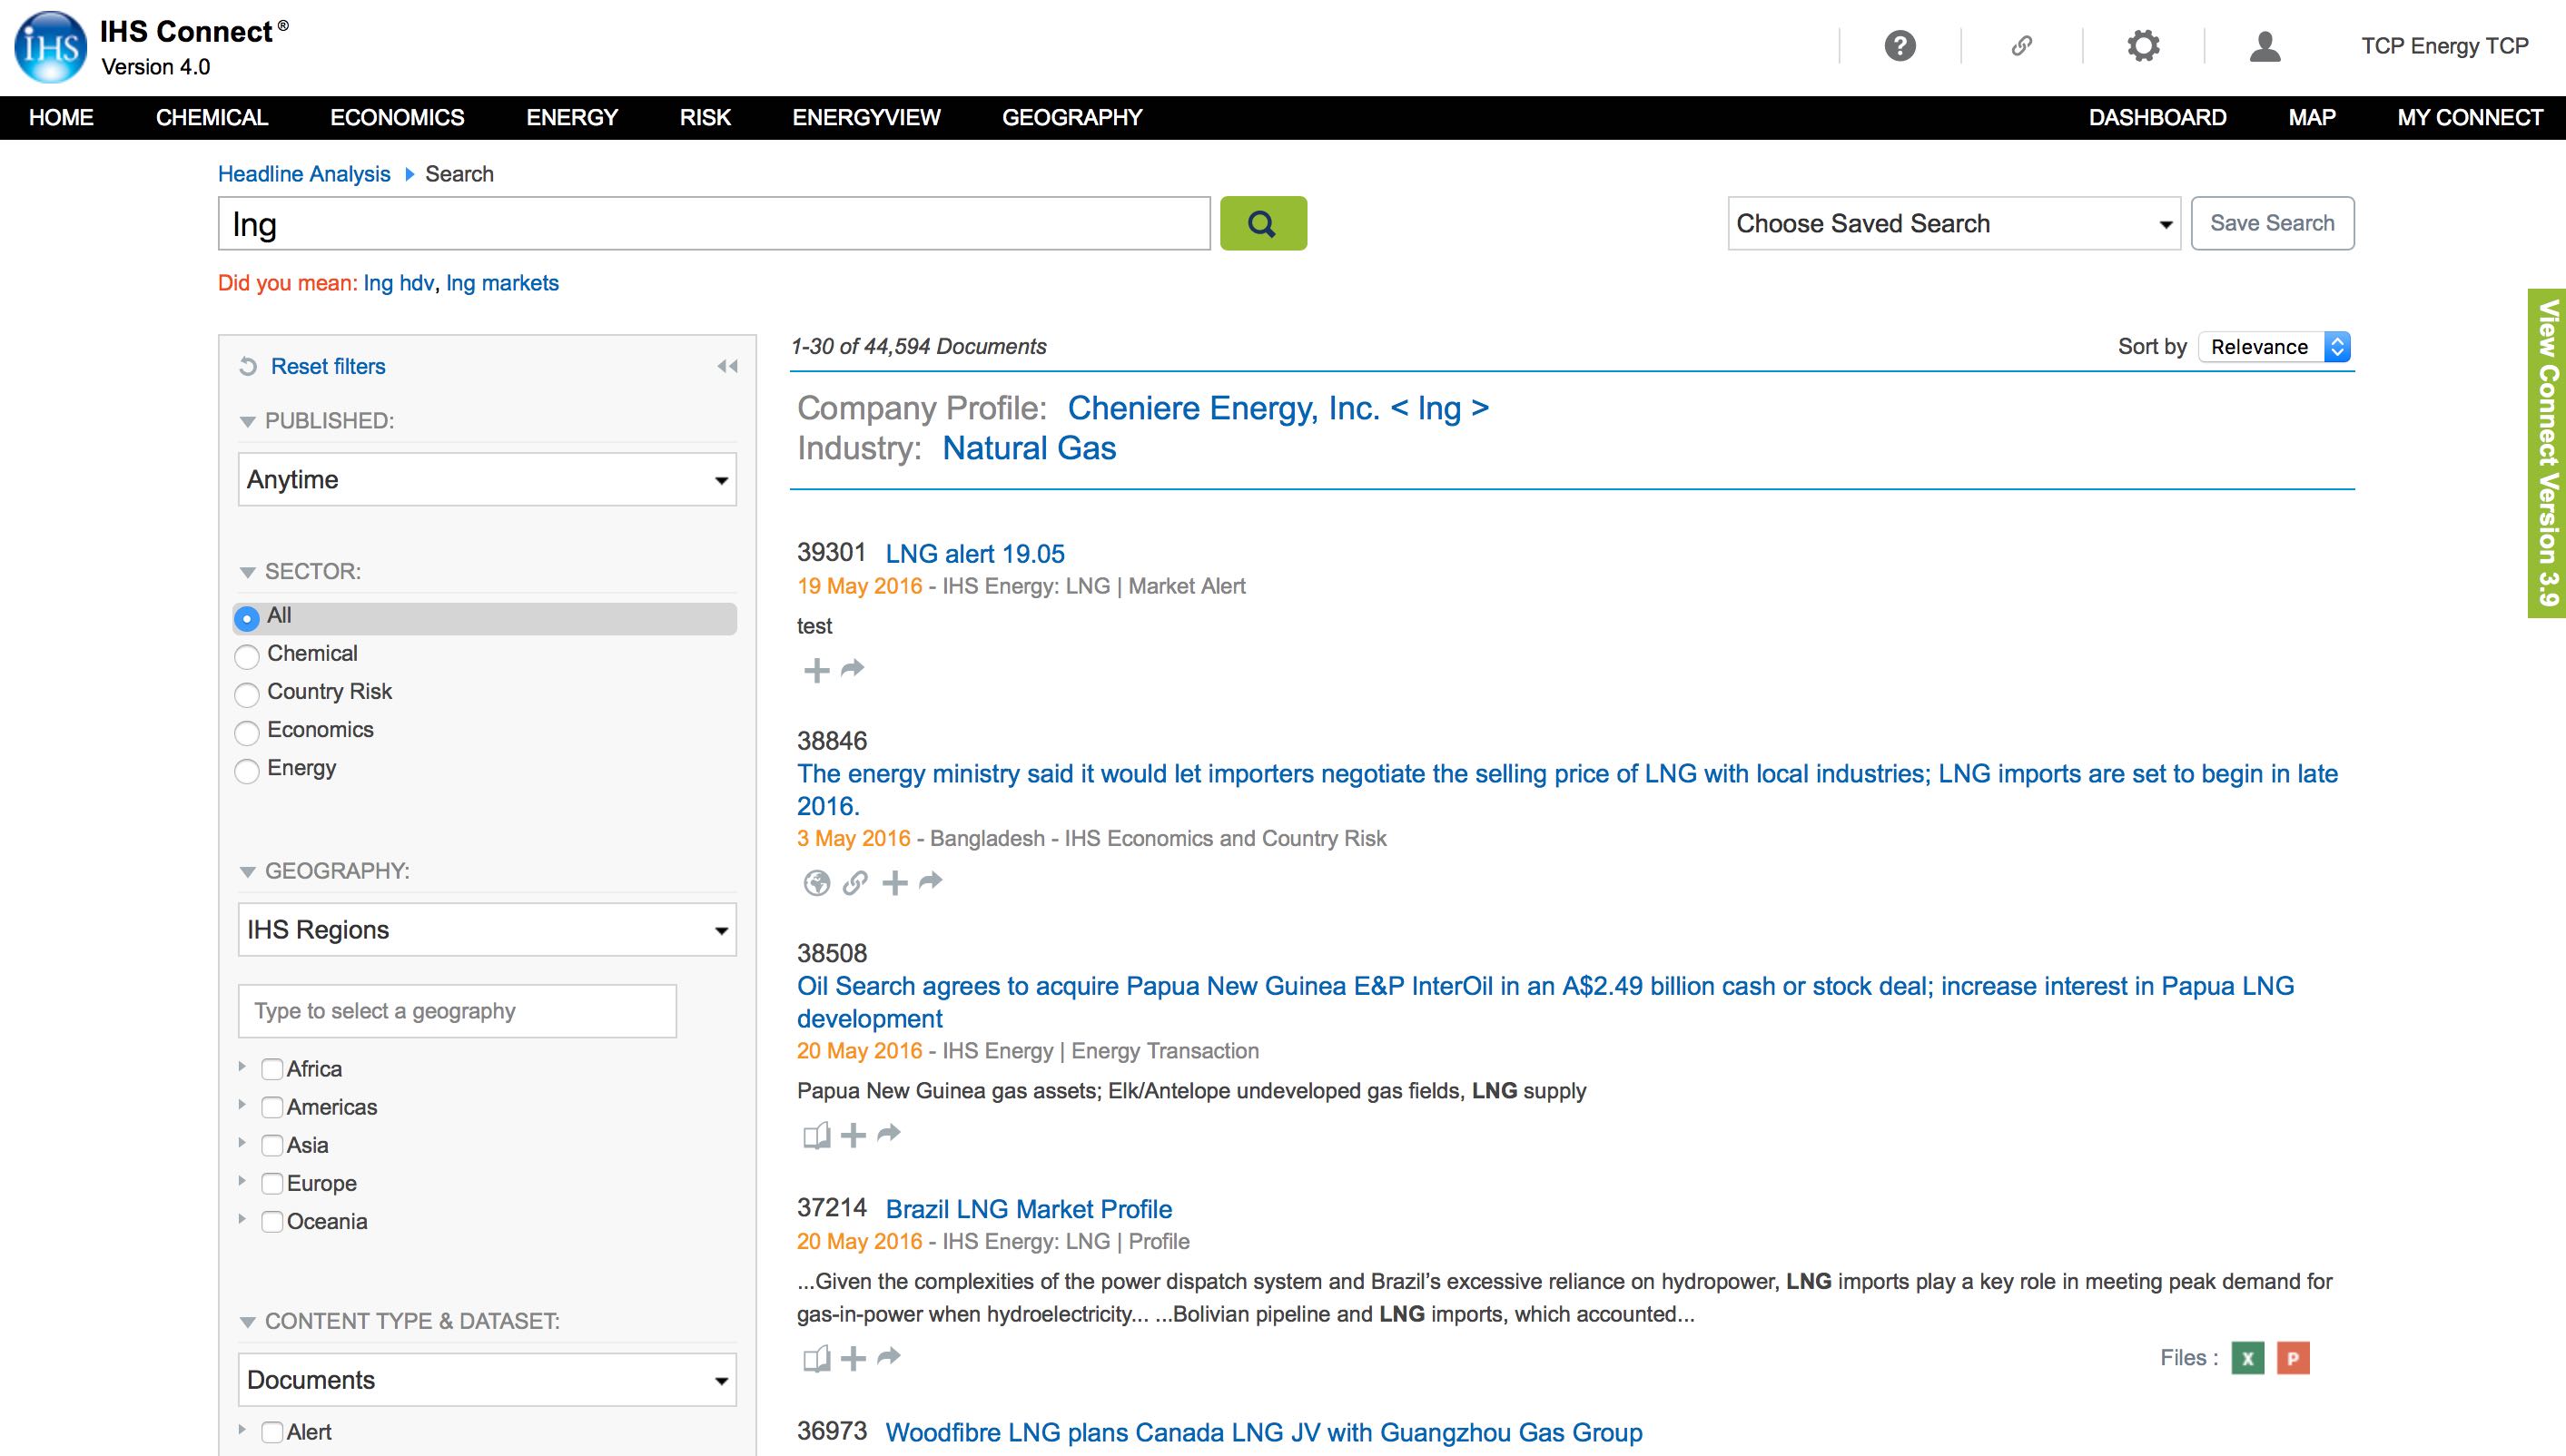 iHS
IHS Connect ®
Version 4.0
?
TCP Energy TCP
HOME CHEMICAL ECONOMICS ENERGY RISK ENERGYVIEW GEOGRAPHY DASHBOARD MAP MY CONNECT
Headline Analysis Search
lng
Choose Saved Search
Save Search
Did you mean: lng hdv, lng markets
View Connect Version 3.9
Reset filters
PUBLISHED:
Anytime
SECTOR:
All
Chemical
Country Risk
Economics
Energy
GEOGRAPHY:
IHS Regions
Type to select a geography
Africa
Americas
Asia
Europe
Oceania
CONTENT TYPE & DATASET:
Documents
Alert
1-30 of 44,594 Documents
Sort by Relevance
Company Profile: Cheniere Energy, Inc. < lng >
Industry: Natural Gas
39301 LNG alert 19.05
19 May 2016 - IHS Energy: LNG | Market Alert
test
38846
The energy ministry said it would let importers negotiate the selling price of LNG with local industries; LNG imports are set to begin in late
2016.
3 May 2016 - Bangladesh - IHS Economics and Country Risk
38508
Oil Search agrees to acquire Papua New Guinea E&P InterOil in an A$2.49 billion cash or stock deal; increase interest in Papua LNG
development
20 May 2016 - IHS Energy | Energy Transaction
Papua New Guinea gas assets; Elk/Antelope undeveloped gas fields, LNG supply
37214 Brazil LNG Market Profile
20 May 2016 - IHS Energy: LNG | Profile
...Given the complexities of the power dispatch system and Brazil’s excessive reliance on hydropower, LNG imports play a key role in meeting peak demand for
gas-in-power when hydroelectricity... ...Bolivian pipeline and LNG imports, which accounted...
Files : X P
36973 Woodfibre LNG plans Canada LNG JV with Guangzhou Gas Group